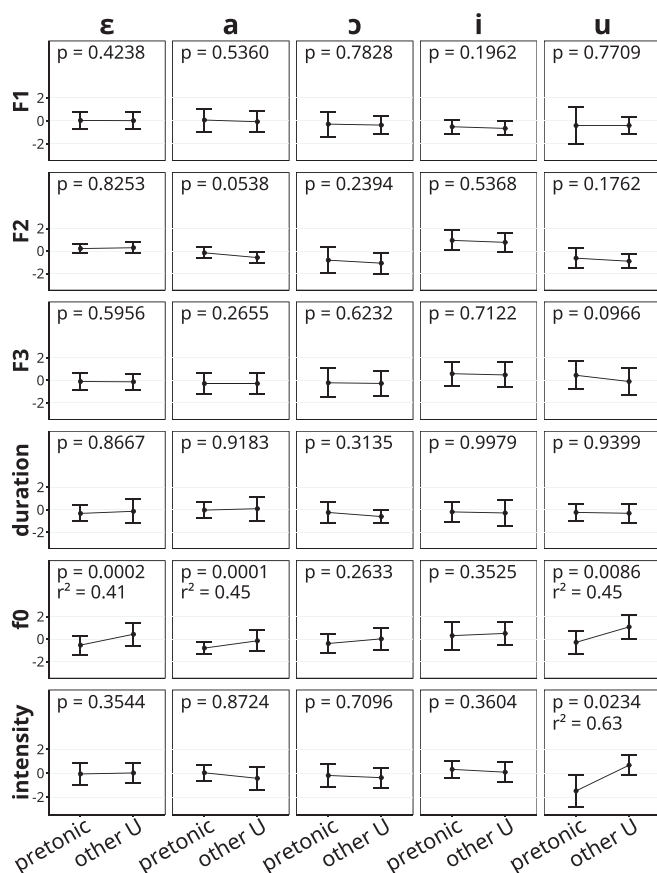 ɛ a ɔ i u
F1
p = 0.4238 p = 0.5360 p = 0.7828 p = 0.1962 p = 0.7709
2
0
-2
F2
p = 0.8253 p = 0.0538 p = 0.2394 p = 0.5368 p = 0.1762
2
0
-2
F3
p = 0.5956 p = 0.2655 p = 0.6232 p = 0.7122 p = 0.0966
2
0
-2
duration
p = 0.8667 p = 0.9183 p = 0.3135 p = 0.9979 p = 0.9399
2
0
-2
f0
p = 0.0002 p = 0.0001 p = 0.2633 p = 0.3525 p = 0.0086
r² = 0.41 r² = 0.45 r² = 0.45
2
0
-2
intensity
p = 0.3544 p = 0.8724 p = 0.7096 p = 0.3604 p = 0.0234
r² = 0.63
2
0
-2
pretonic other U pretonic other U pretonic other U pretonic other U pretonic other U